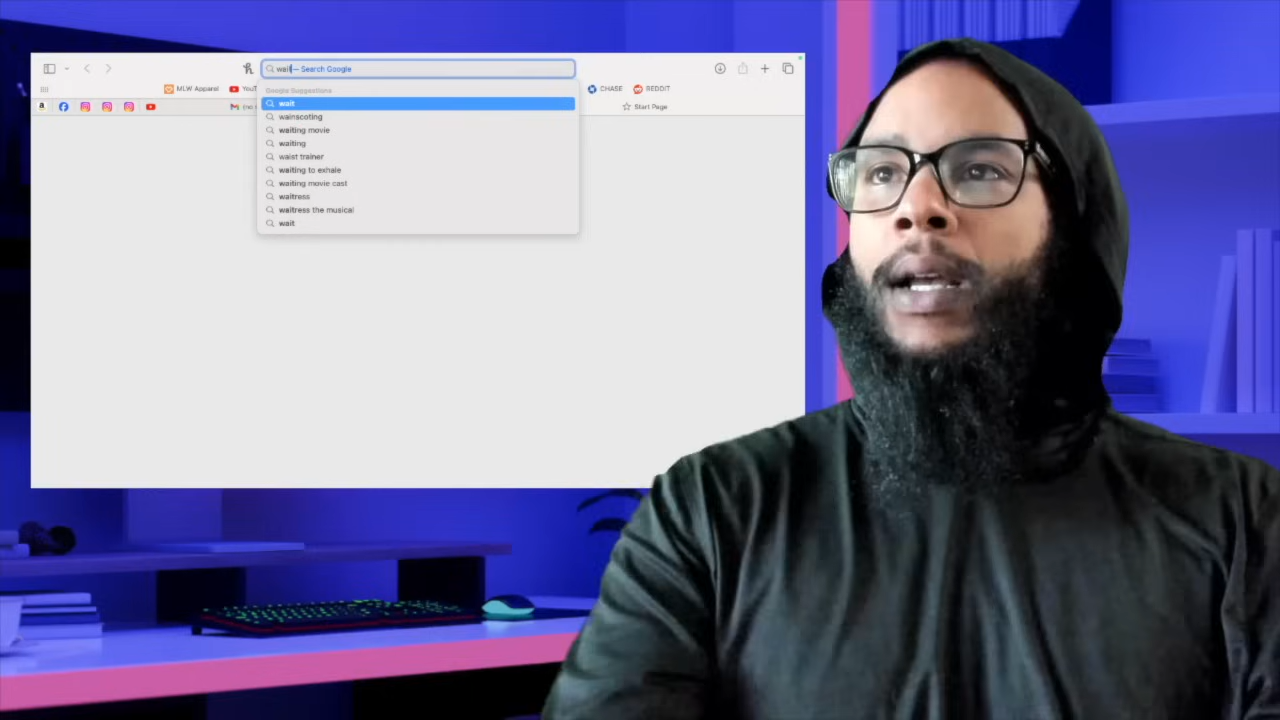 wait — Search Google
MLW Apparel
CHASE
REDDIT
Start Page
Google Suggestions
wait
wainscoting
waiting movie
waiting
waist trainer
waiting to exhale
waiting movie cast
waitress
waitress the musical
wait